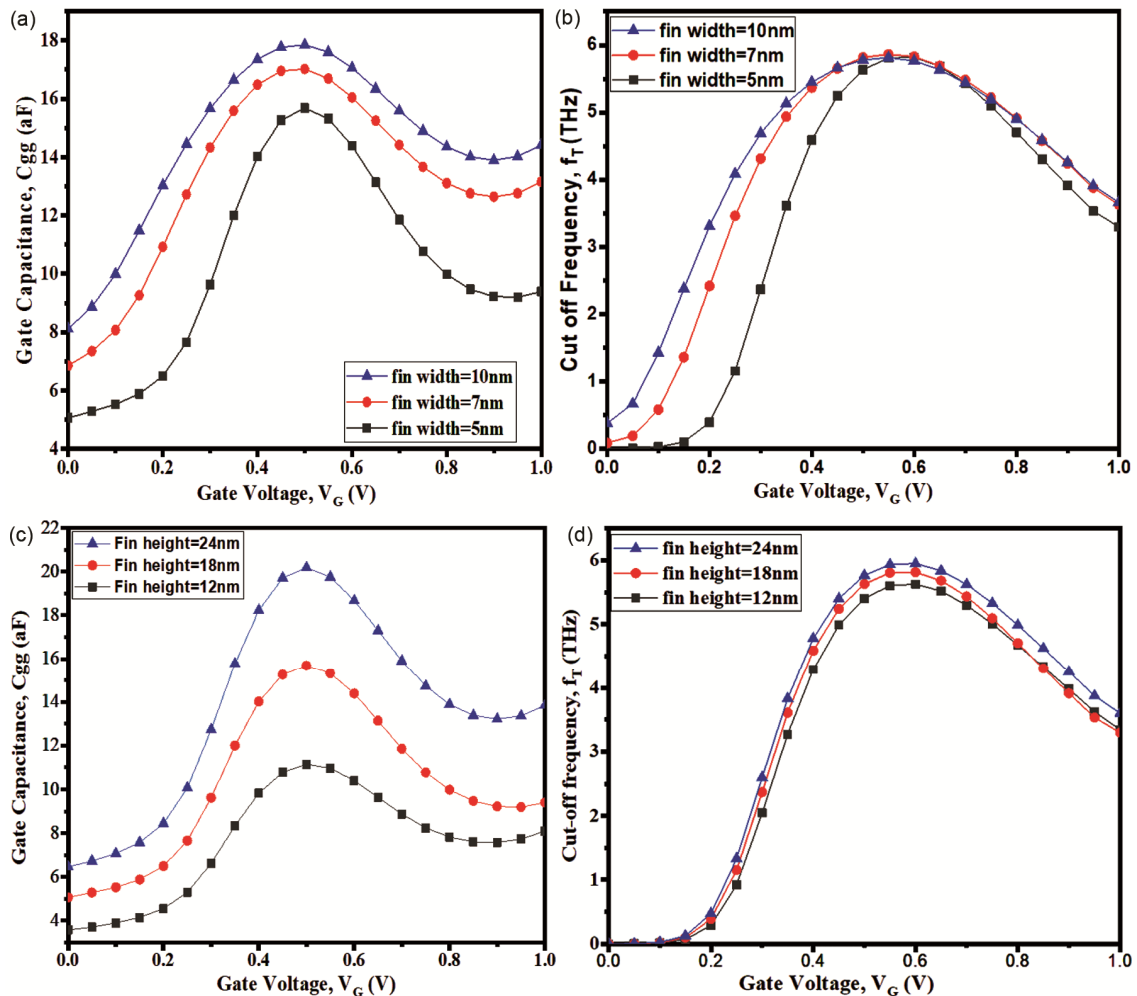 (a)
Gate Capacitance, Cgg (aF)
18
16
14
12
10
8
6
4
fin width=10nm
fin width=7nm
fin width=5nm
0.0 0.2 0.4 0.6 0.8 1.0
Gate Voltage, V_G (V)
(b)
Cut off Frequency, f_T (THz)
6
5
4
3
2
1
0
fin width=10nm
fin width=7nm
fin width=5nm
0.0 0.2 0.4 0.6 0.8 1.0
Gate Voltage, V_G (V)
(c)
Gate Capacitance, Cgg (aF)
22
20
18
16
14
12
10
8
6
4
Fin height=24nm
Fin height=18nm
Fin height=12nm
0.0 0.2 0.4 0.6 0.8 1.0
Gate Voltage, V_G (V)
(d)
Cut-off frequency, f_T (THz)
6
5
4
3
2
1
0
fin height=24nm
fin height=18nm
fin height=12nm
0.0 0.2 0.4 0.6 0.8 1.0
Gate Voltage, V_G (V)